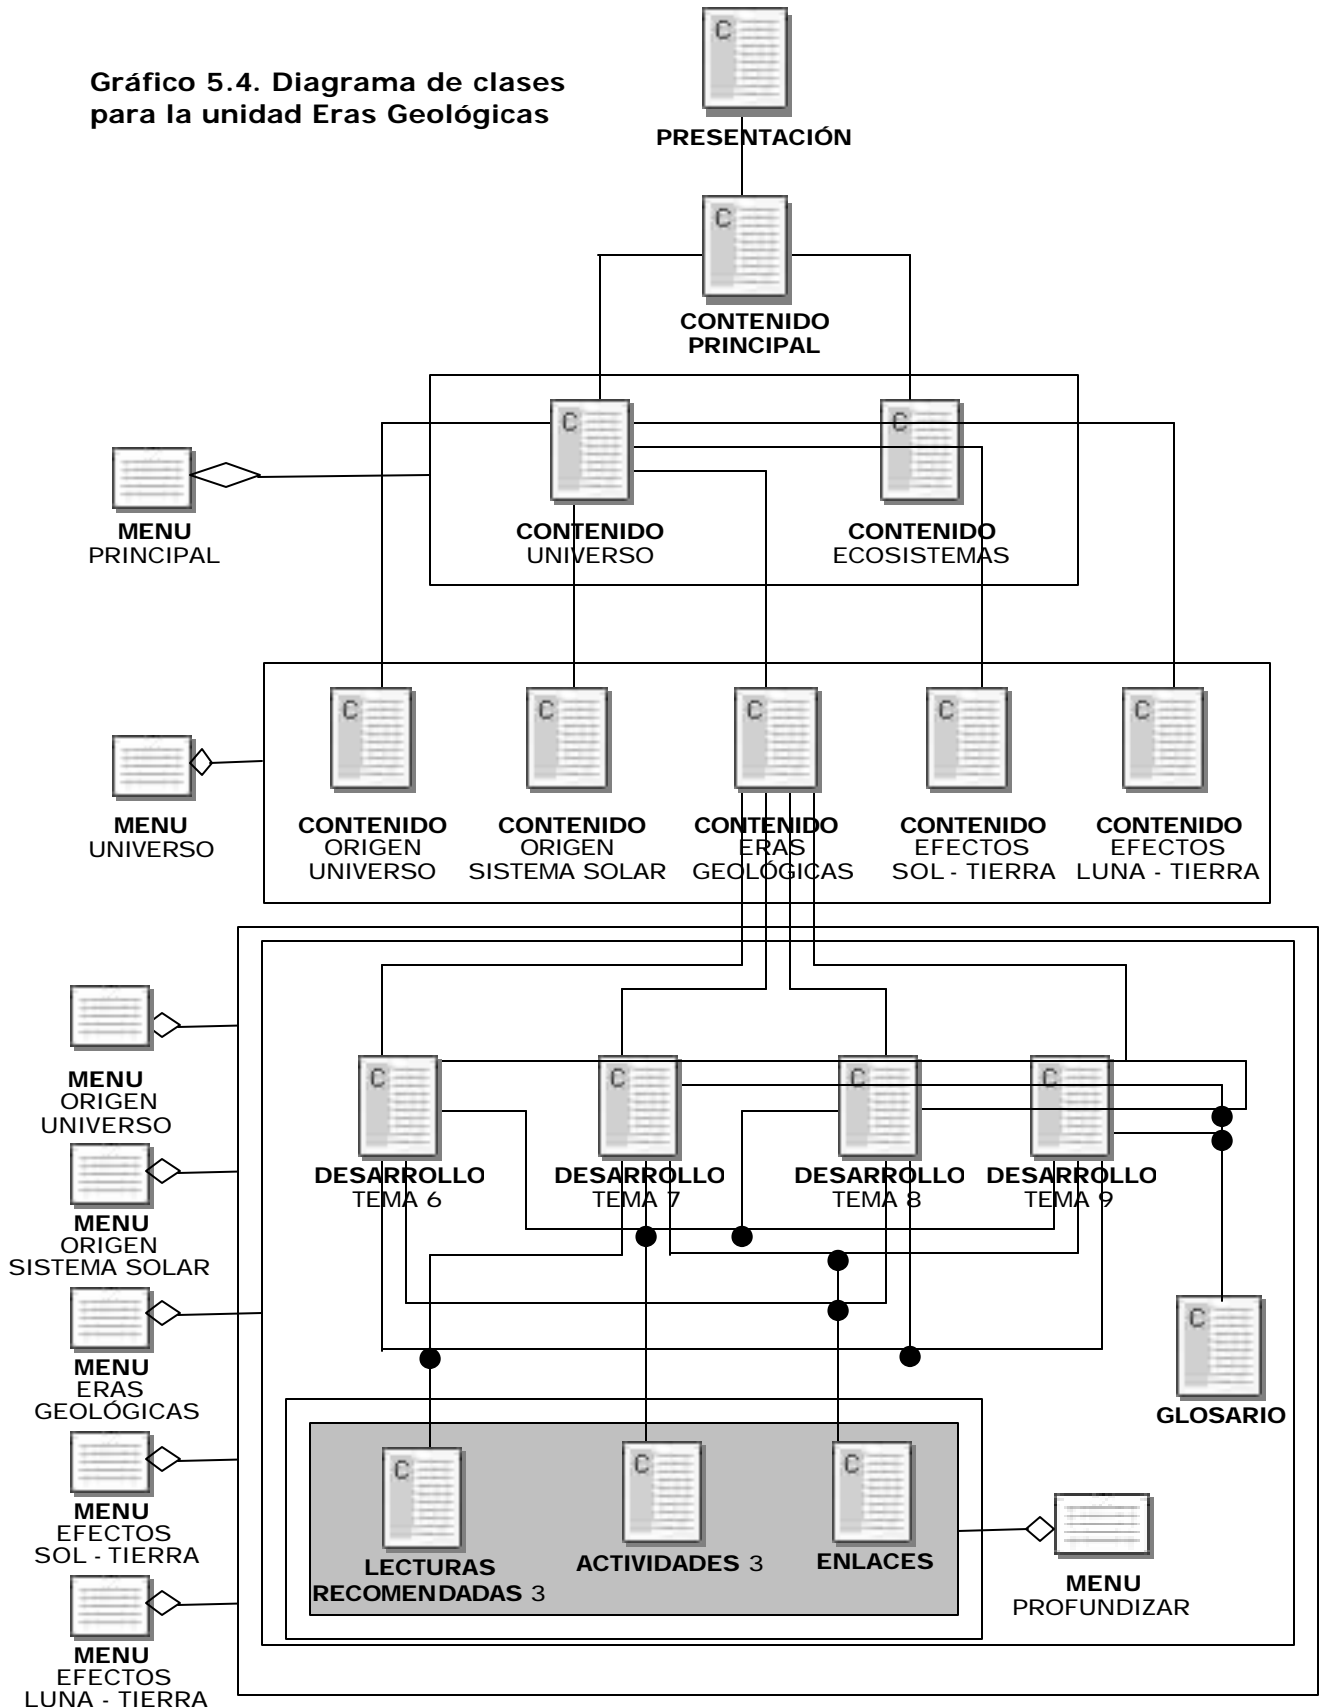 C
Gráfico 5.4. Diagrama de clases
para la unidad Eras Geológicas
PRESENTACIÓN
C
CONTENIDO
PRINCIPAL
C
C
MENU
PRINCIPAL
CONTENIDO
UNIVERSO
CONTENIDO
ECOSISTEMAS
C
C
C
C
C
MENU
UNIVERSO
CONTENIDO
ORIGEN
UNIVERSO
CONTENIDO
ORIGEN
SISTEMA SOLAR
CONTENIDO
ERAS
GEOLÓGICAS
CONTENIDO
EFECTOS
SOL - TIERRA
CONTENIDO
EFECTOS
LUNA - TIERRA
MENU
ORIGEN
UNIVERSO
C
C
C
C
DESARROLLO
TEMA 6
DESARROLLO
TEMA 7
DESARROLLO
TEMA 8
DESARROLLO
TEMA 9
MENU
ORIGEN
SISTEMA SOLAR
MENU
ERAS
GEOLÓGICAS
C
GLOSARIO
MENU
EFECTOS
SOL - TIERRA
C
C
C
LECTURAS
RECOMENDADAS 3
ACTIVIDADES 3
ENLACES
MENU
PROFUNDIZAR
MENU
EFECTOS
LUNA - TIERRA